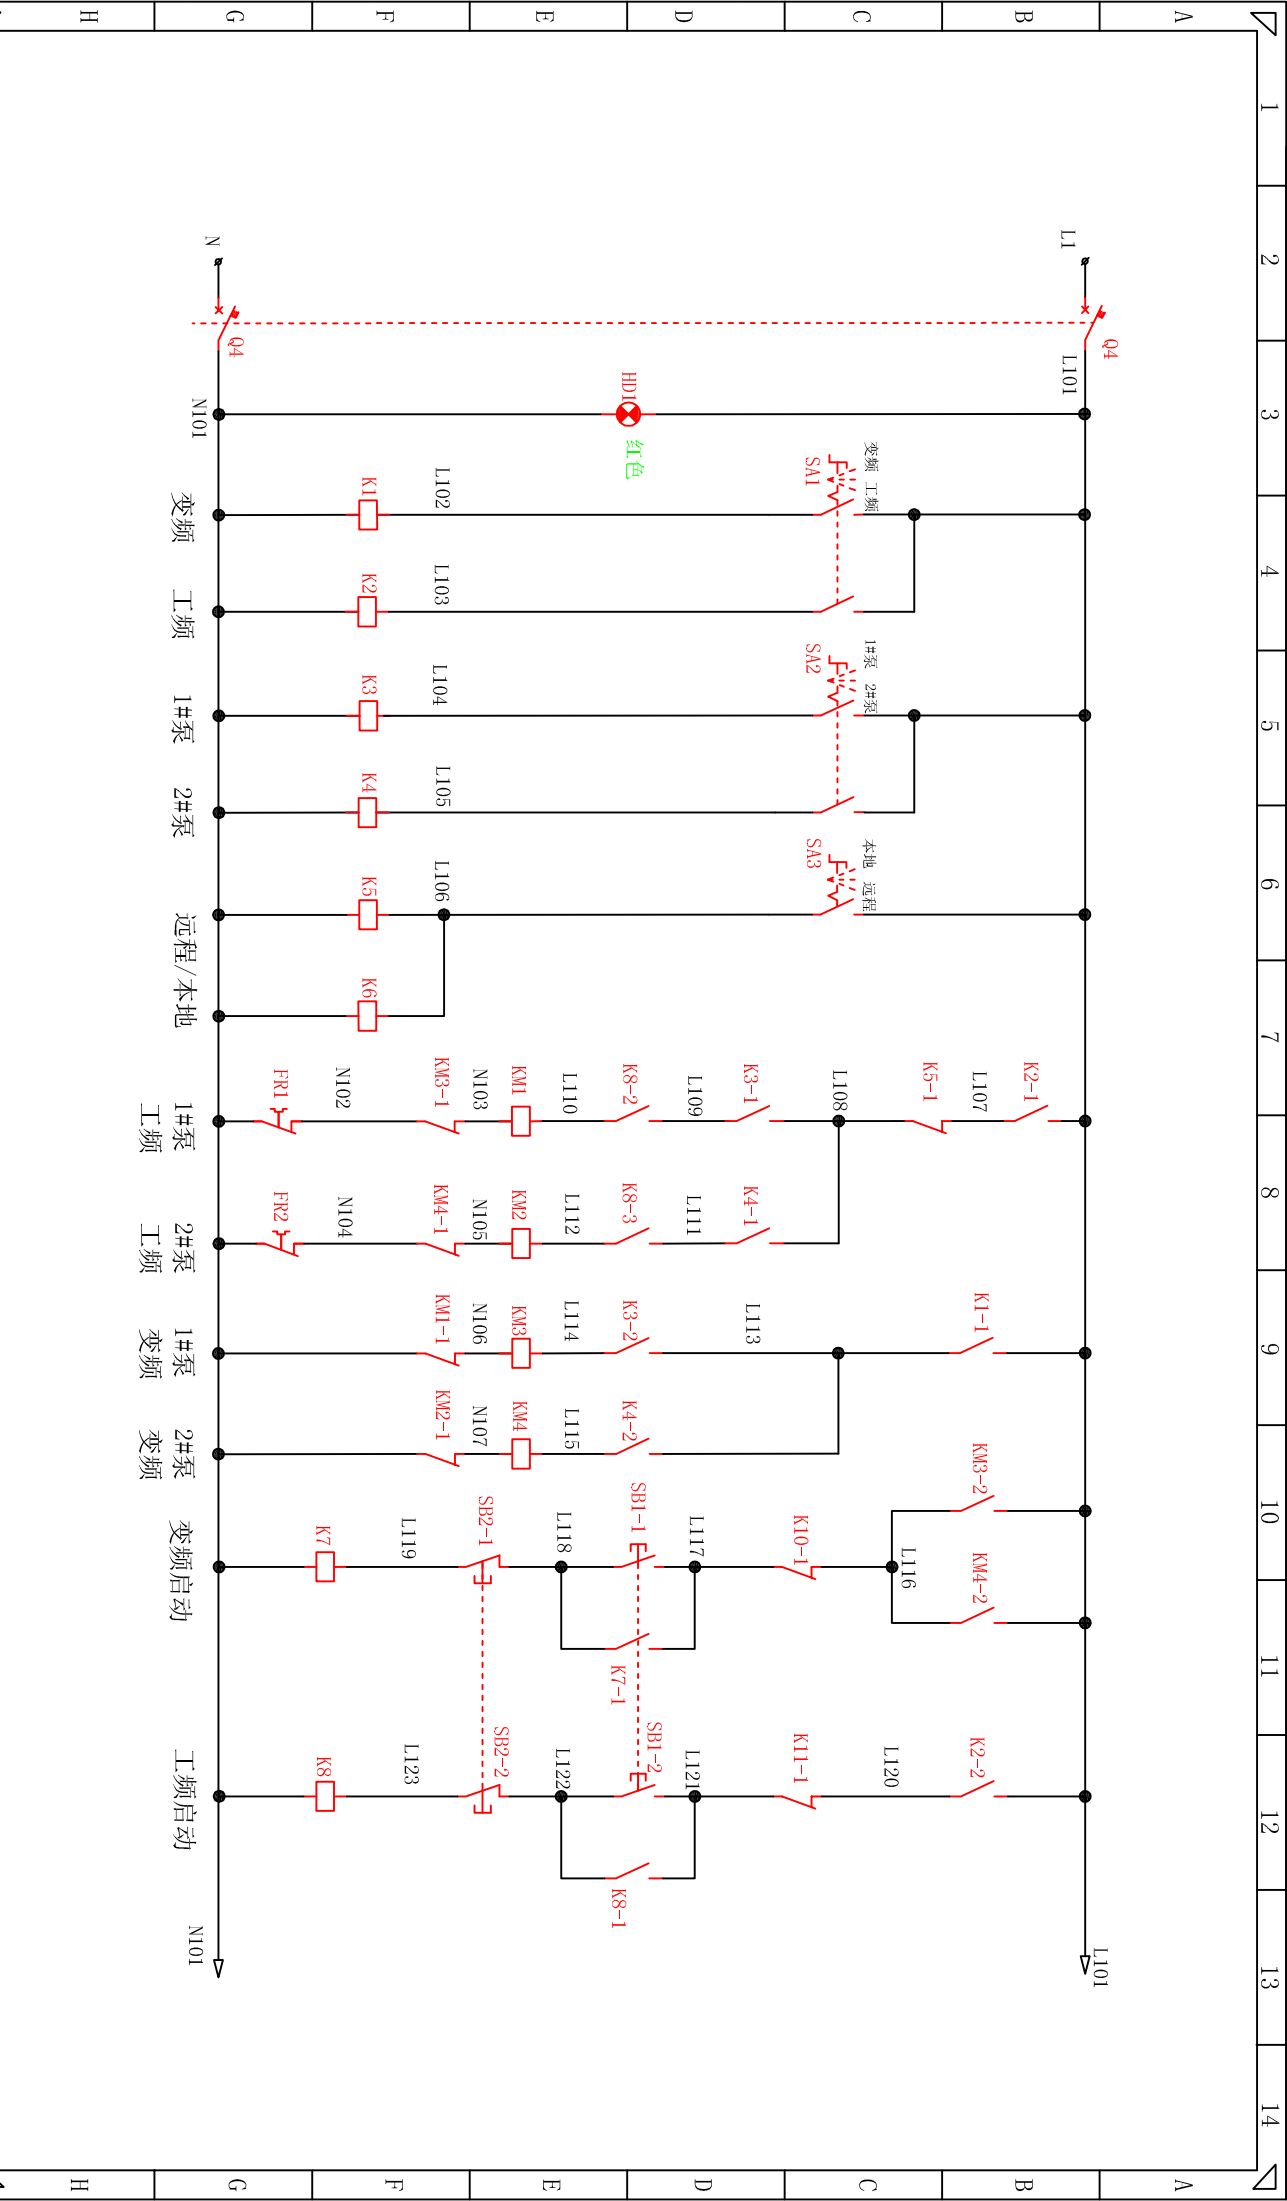 1 2 3 4 5 6 7 8 9 10 11 12 13 14
A A
B B
C C
D D
E E
F F
G G
H H
L1
Q4
L101
N
Q4
N101
HD1
红色
变频 工频
SA1
L102
K1
变频
L103
K2
工频
1#泵 2#泵
SA2
L104
K3
1#泵
L105
K4
2#泵
本地 远程
SA3
L106
K5
K6
远程/本地
K2-1
L107
K5-1
L108
K3-1
L109
K8-2
L110
KM1
N103
KM3-1
N102
FR1
1#泵
工频
K4-1
L111
K8-3
L112
KM2
N105
KM4-1
N104
FR2
2#泵
工频
K1-1
L113
K3-2
L114
KM3
N106
KM1-1
1#泵
变频
K4-2
L115
KM4
N107
KM2-1
2#泵
变频
KM3-2
KM4-2
L116
K10-1
L117
SB1-1
K7-1
L118
SB2-1
L119
K7
变频启动
K2-2
L120
K11-1
L121
SB1-2
K8-1
L122
SB2-2
L123
K8
工频启动
L101
N101